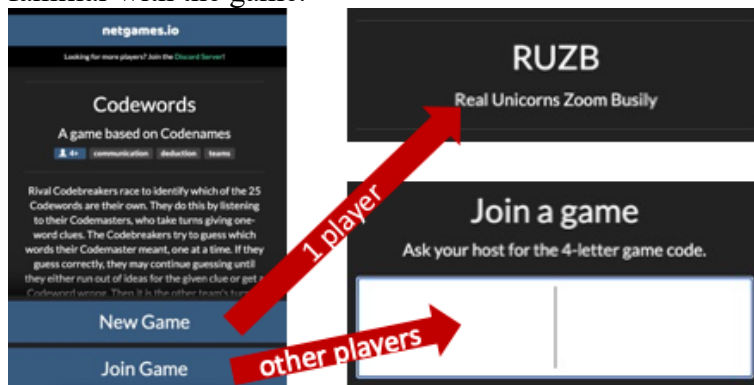 familiar with the game.
netgames.io
Looking for more players? Join the Discord Server!
Codewords
A game based on Codenames
4+ communication deduction teams
Rival Codebreakers race to identify which of the 25
Codewords are their own. They do this by listening
to their Codemasters, who take turns giving one-
word clues. The Codebreakers try to guess which
words their Codemaster meant, one at a time. If they
guess correctly, they may continue guessing until
they either run out of ideas for the given clue or get a
Codeword wrong. Then it is the other team's turn
New Game
Join Game
1 player
other players
RUZB
Real Unicorns Zoom Busily
Join a game
Ask your host for the 4-letter game code.